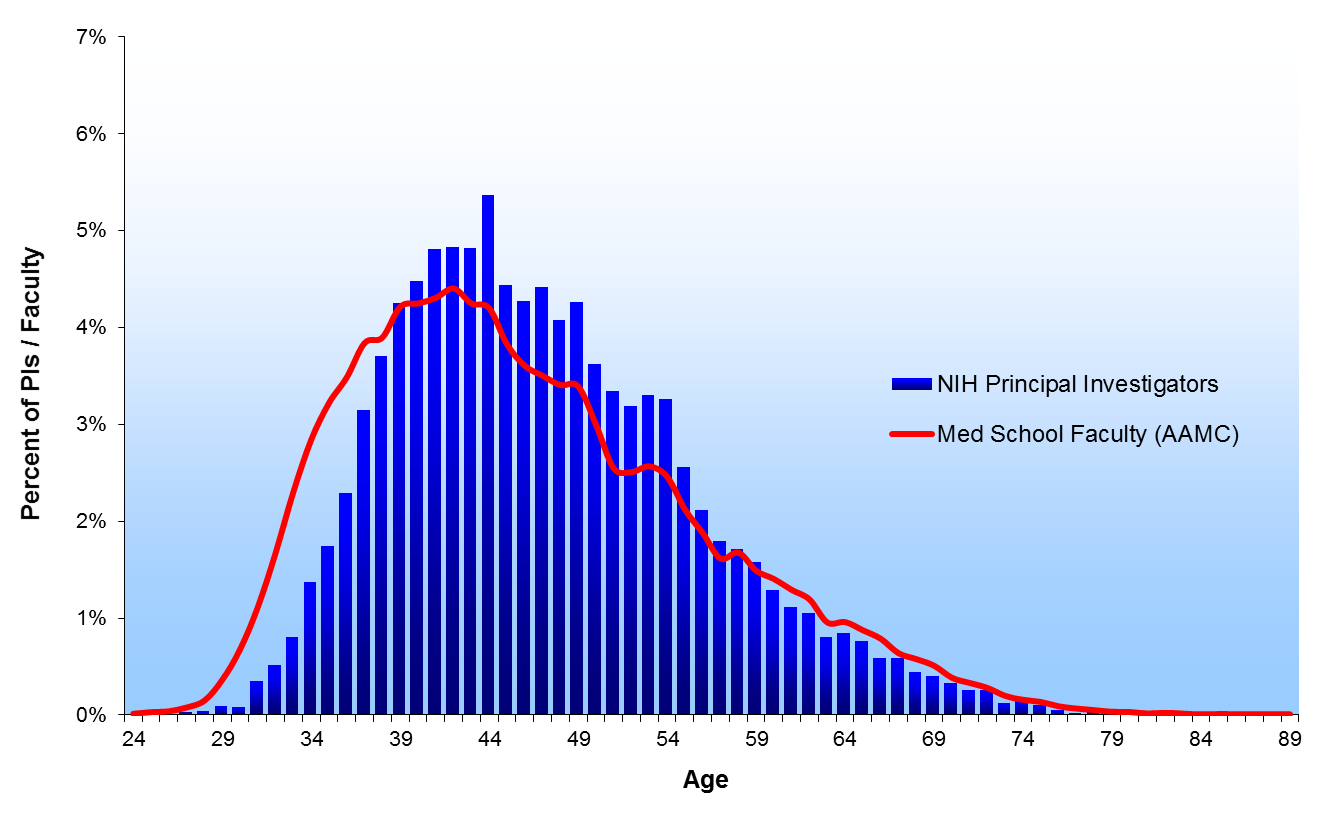 7%
6%
5%
4%
3%
2%
1%
0%
Percent of PIs / Faculty
NIH Principal Investigators
Med School Faculty (AAMC)
24 29 34 39 44 49 54 59 64 69 74 79 84 89
Age